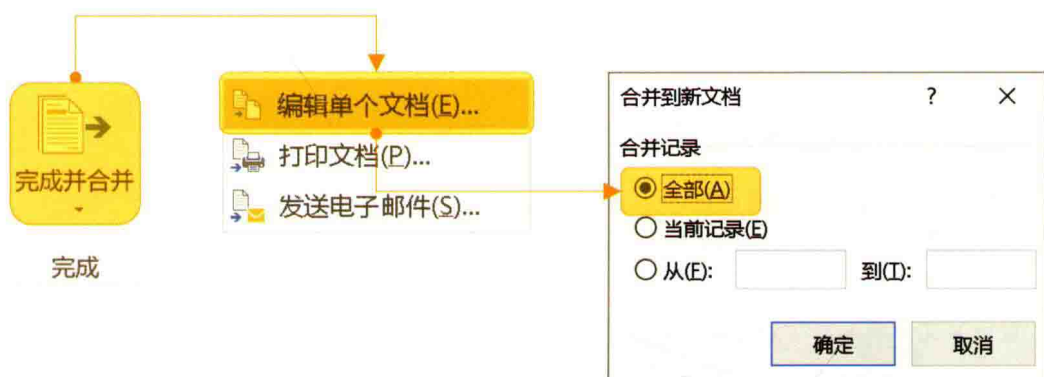 完成并合并
完成
编辑单个文档(E)...
打印文档(P)...
发送电子邮件(S)...
合并到新文档 ? ×
合并记录
全部(A)
当前记录(E)
从(F): 到(T):
确定 取消